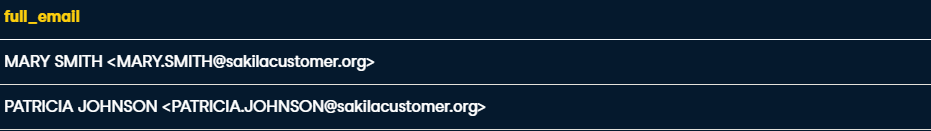 full_email
MARY SMITH <MARY.SMITH@sakilacustomer.org>
PATRICIA JOHNSON <PATRICIA.JOHNSON@sakilacustomer.org>